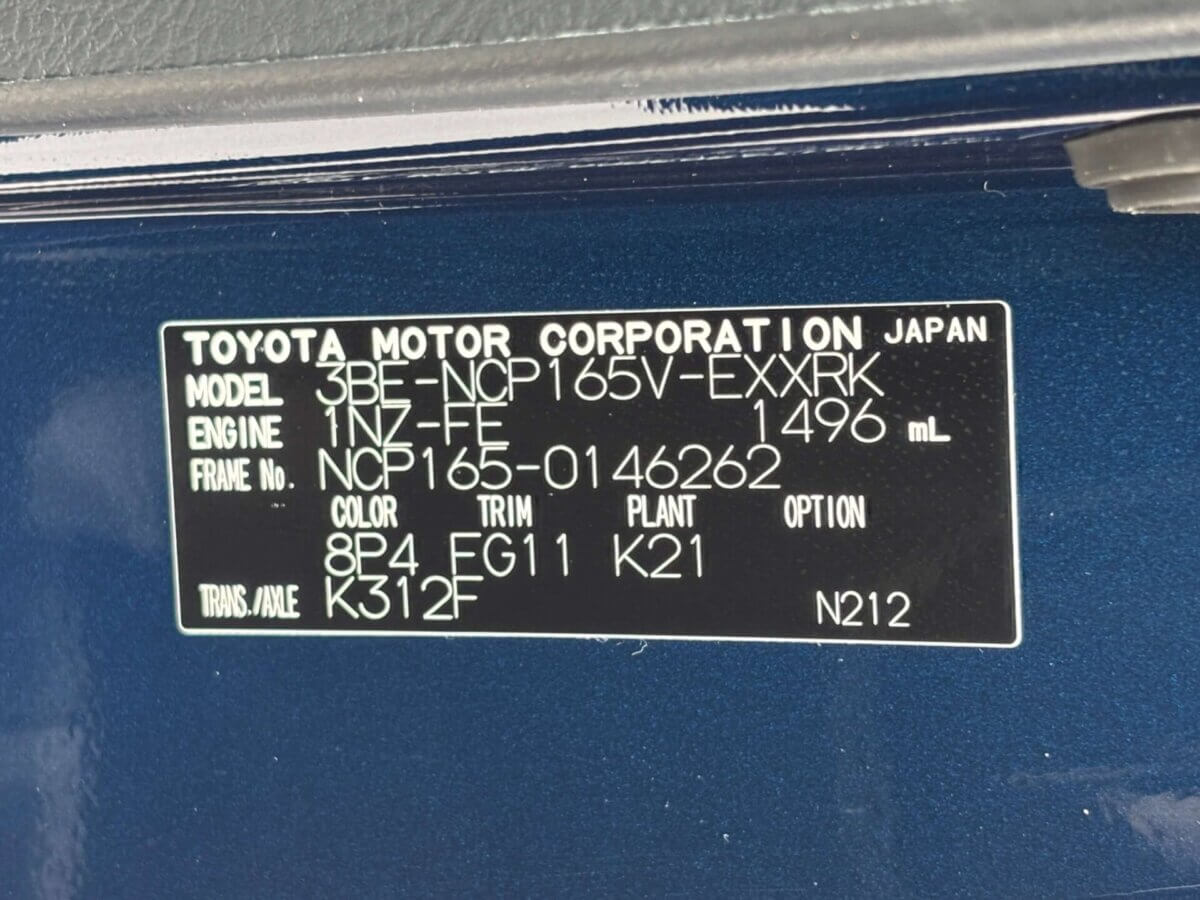 TOYOTA MOTOR CORPORATION JAPAN
MODEL 3BE-NCP165V-EXXRK
ENGINE 1NZ-FE 1496 mL
FRAME No. NCP165-0146262
COLOR TRIM PLANT OPTION
8P4 FG11 K21
TRANS./AXLE K312F N212